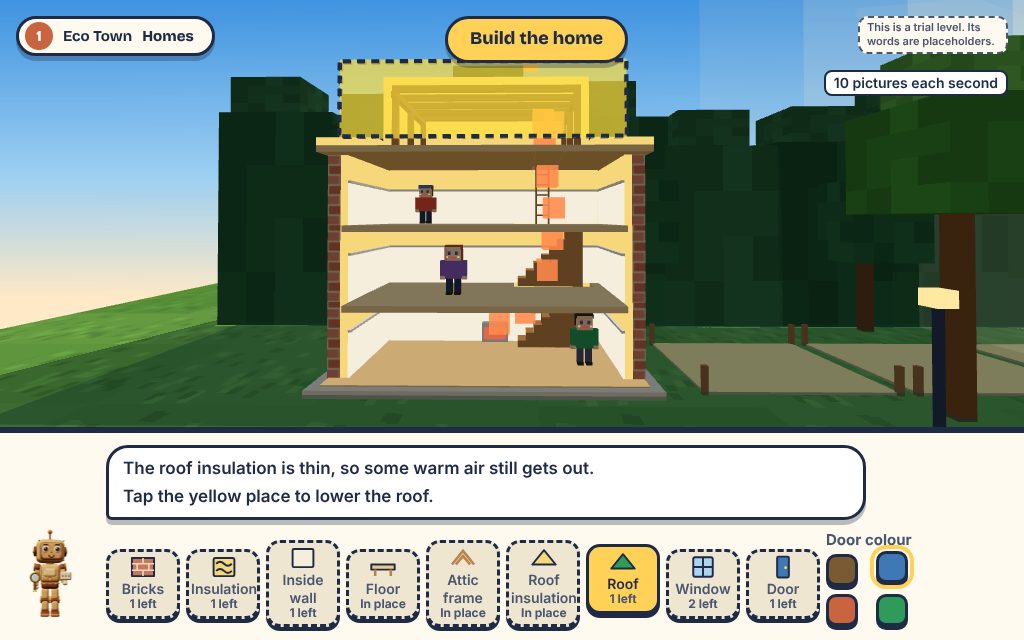 1 Eco Town Homes
Build the home
This is a trial level. Its
words are placeholders.
10 pictures each second
The roof insulation is thin, so some warm air still gets out.
Tap the yellow place to lower the roof.
Bricks
1 left
Insulation
1 left
Inside
wall
1 left
Floor
In place
Attic
frame
In place
Roof
insulation
In place
Roof
1 left
Window
2 left
Door
1 left
Door colour